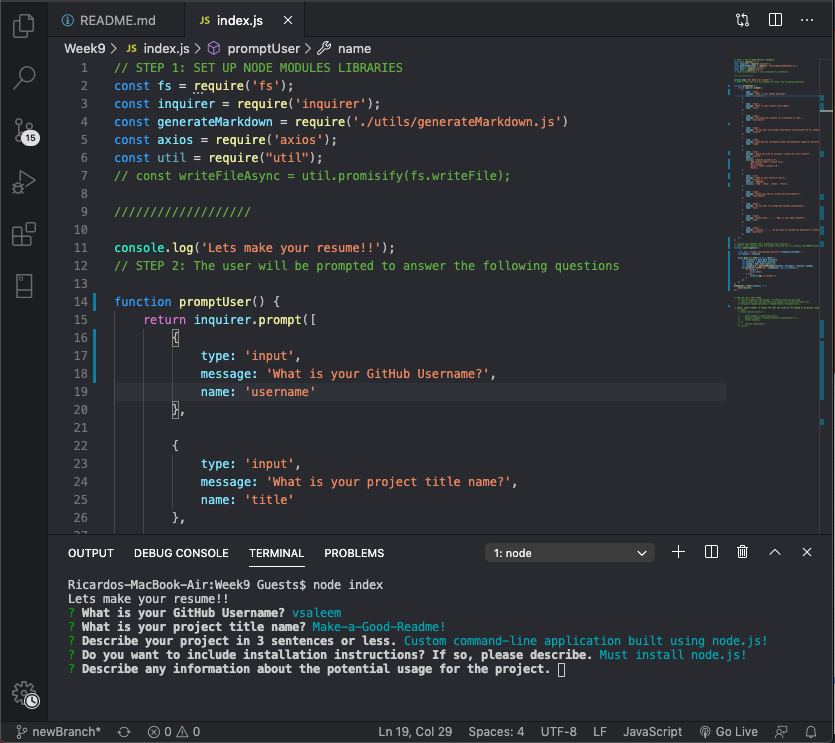 README.md
JS index.js
Week9 > JS index.js > promptUser > name
1 // STEP 1: SET UP NODE MODULES LIBRARIES
2 const fs = require('fs');
3 const inquirer = require('inquirer');
4 const generateMarkdown = require('./utils/generateMarkdown.js')
5 const axios = require('axios');
6 const util = require("util");
7 // const writeFileAsync = util.promisify(fs.writeFile);
8
9 ///////////////////
10
11 console.log('Lets make your resume!!');
12 // STEP 2: The user will be prompted to answer the following questions
13
14 function promptUser() {
15 return inquirer.prompt([
16 {
17 type: 'input',
18 message: 'What is your GitHub Username?',
19 name: 'username'
20 },
21
22 {
23 type: 'input',
24 message: 'What is your project title name?',
25 name: 'title'
26 },
15
OUTPUT DEBUG CONSOLE TERMINAL PROBLEMS 1: node
Ricardos-MacBook-Air:Week9 Guests$ node index
Lets make your resume!!
? What is your GitHub Username? vsaleem
? What is your project title name? Make-a-Good-Readme!
? Describe your project in 3 sentences or less. Custom command-line application built using node.js!
? Do you want to include installation instructions? If so, please describe. Must install node.js!
? Describe any information about the potential usage for the project.
newBranch* 0 0 Ln 19, Col 29 Spaces: 4 UTF-8 LF JavaScript Go Live